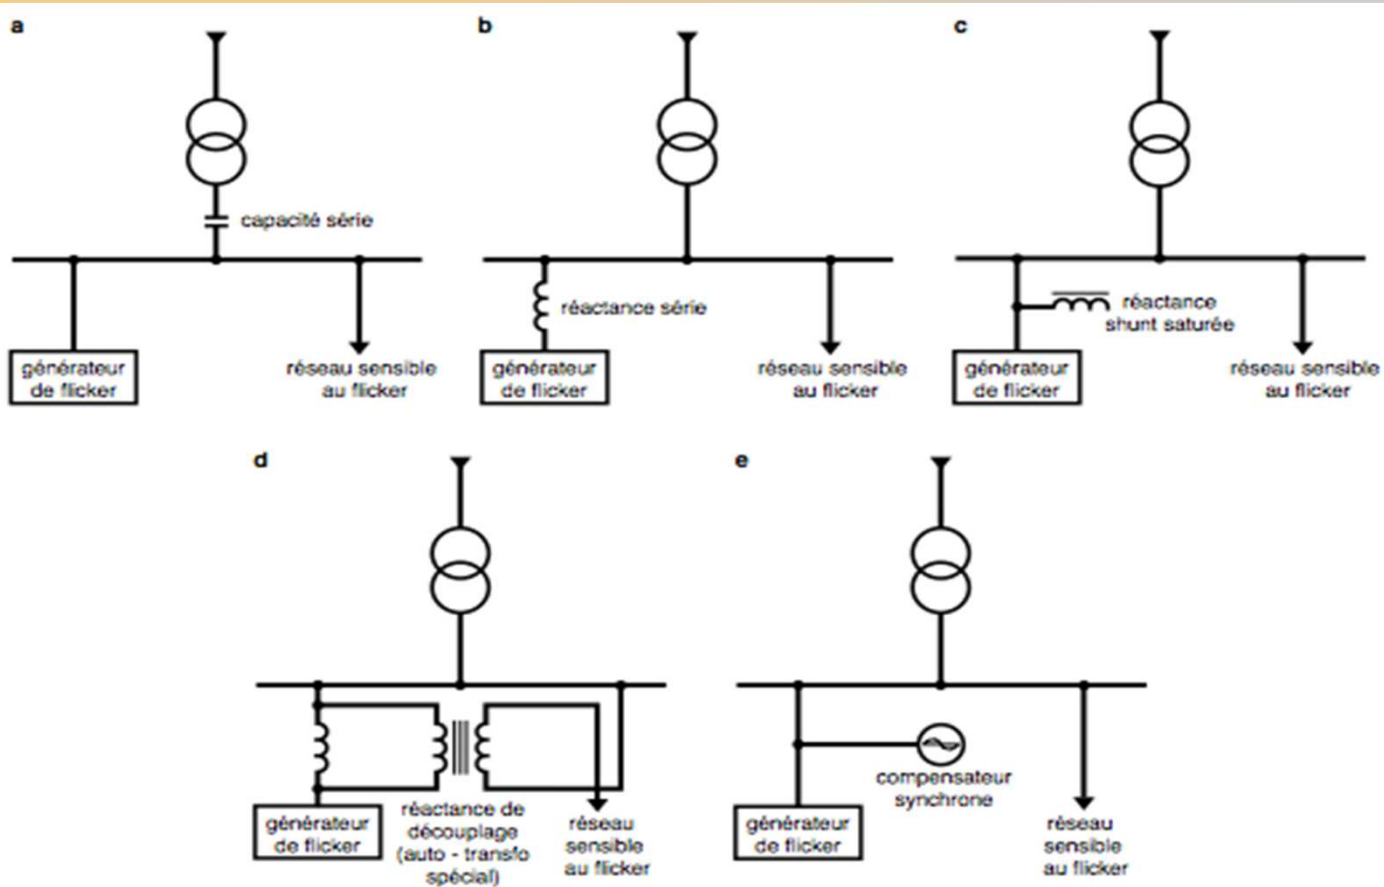 a
b
c
capacité série
réactance série
réactance
shunt saturée
générateur
de flicker
réseau sensible
au flicker
générateur
de flicker
réseau sensible
au flicker
générateur
de flicker
réseau sensible
au flicker
d
e
générateur
de flicker
réactance de
découplage
(auto - transfo
spécial)
réseau
sensible
au flicker
compensateur
synchrone
générateur
de flicker
réseau
sensible
au flicker